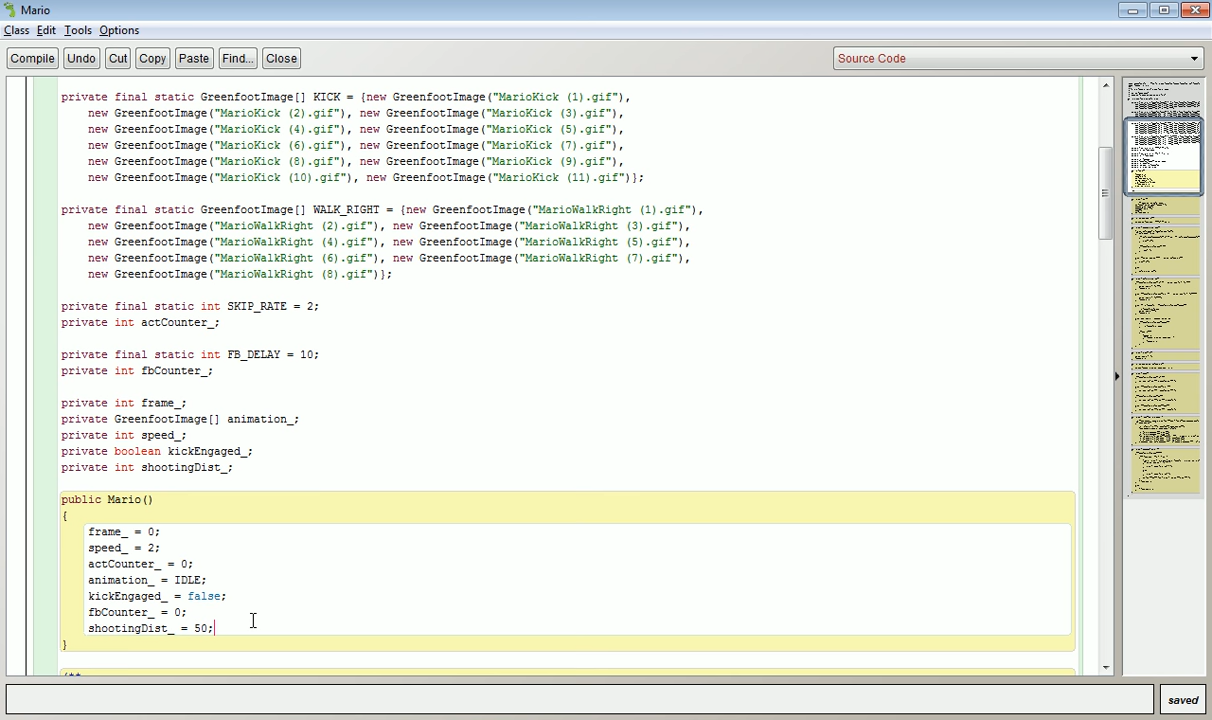 Mario
Class Edit Tools Options
Compile Undo Cut Copy Paste Find... Close Source Code
private final static GreenfootImage[] KICK = {new GreenfootImage("MarioKick (1).gif"),
new GreenfootImage("MarioKick (2).gif"), new GreenfootImage("MarioKick (3).gif"),
new GreenfootImage("MarioKick (4).gif"), new GreenfootImage("MarioKick (5).gif"),
new GreenfootImage("MarioKick (6).gif"), new GreenfootImage("MarioKick (7).gif"),
new GreenfootImage("MarioKick (8).gif"), new GreenfootImage("MarioKick (9).gif"),
new GreenfootImage("MarioKick (10).gif"), new GreenfootImage("MarioKick (11).gif")};
private final static GreenfootImage[] WALK_RIGHT = {new GreenfootImage("MarioWalkRight (1).gif"),
new GreenfootImage("MarioWalkRight (2).gif"), new GreenfootImage("MarioWalkRight (3).gif"),
new GreenfootImage("MarioWalkRight (4).gif"), new GreenfootImage("MarioWalkRight (5).gif"),
new GreenfootImage("MarioWalkRight (6).gif"), new GreenfootImage("MarioWalkRight (7).gif"),
new GreenfootImage("MarioWalkRight (8).gif")};
private final static int SKIP_RATE = 2;
private int actCounter_;
private final static int FB_DELAY = 10;
private int fbCounter_;
private int frame_;
private GreenfootImage[] animation_;
private int speed_;
private boolean kickEngaged_;
private int shootingDist_;
public Mario()
{
frame_ = 0;
speed_ = 2;
actCounter_ = 0;
animation_ = IDLE;
kickEngaged_ = false;
fbCounter_ = 0;
shootingDist_ = 50;
}
/**
saved